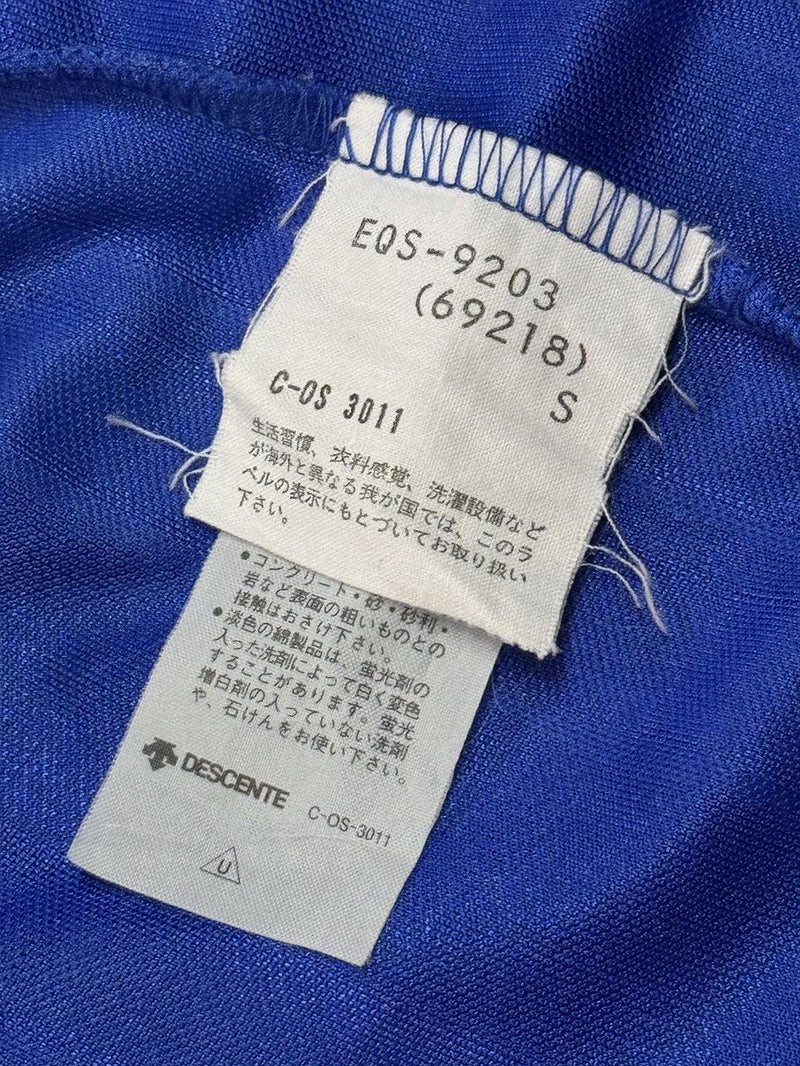 EQS-9203
(69218)
S
C-OS 3011
生活習慣、衣料感覚、洗濯設備など
が海外と異なる我が国では、このラ
ベルの表示にもとづいてお取り扱い
下さい。
●コンクリート・砂・砂利・
岩など表面の粗いものとの
接触はおさけ下さい。
●淡色の綿製品は、蛍光剤の
入った洗剤によって白く変色
することがあります。蛍光
増白剤の入っていない洗剤
や、石けんをお使い下さい。
DESCENTE
C-OS-3011
U